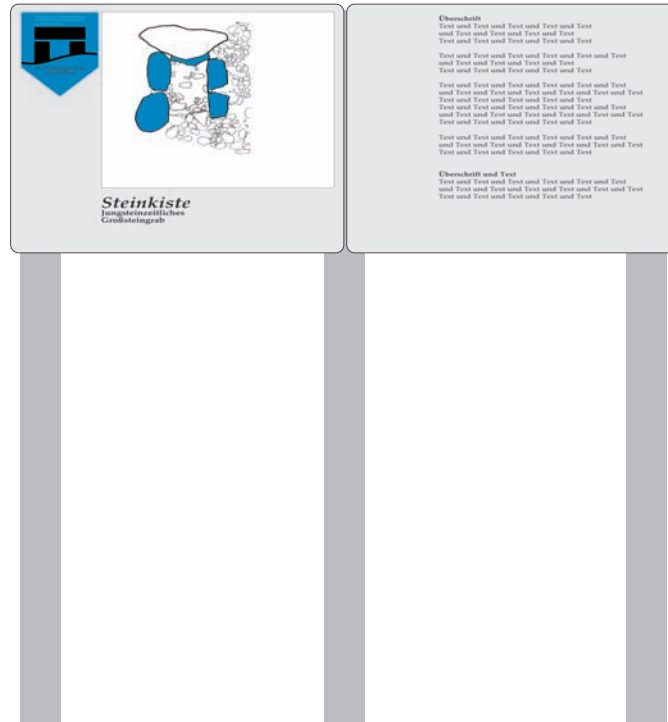 Steinkiste
Jungsteinzeitliches
Großsteingrab
Überschrift
Text und Text und Text und Text und Text
und Text und Text und Text und Text
Text und Text und Text und Text und Text
Text und Text und Text und Text und Text und Text
und Text und Text und Text und Text
Text und Text und Text und Text und Text
Text und Text und Text und Text und Text und Text
und Text und Text und Text und Text und Text und Text
Text und Text und Text und Text und Text
Text und Text und Text und Text und Text und Text
und Text und Text und Text und Text und Text und Text
Text und Text und Text und Text und Text
Text und Text und Text und Text und Text und Text
und Text und Text und Text und Text und Text und Text
Text und Text und Text und Text und Text
Überschrift und Text
Text und Text und Text und Text und Text und Text
und Text und Text und Text und Text und Text und Text
Text und Text und Text und Text und Text